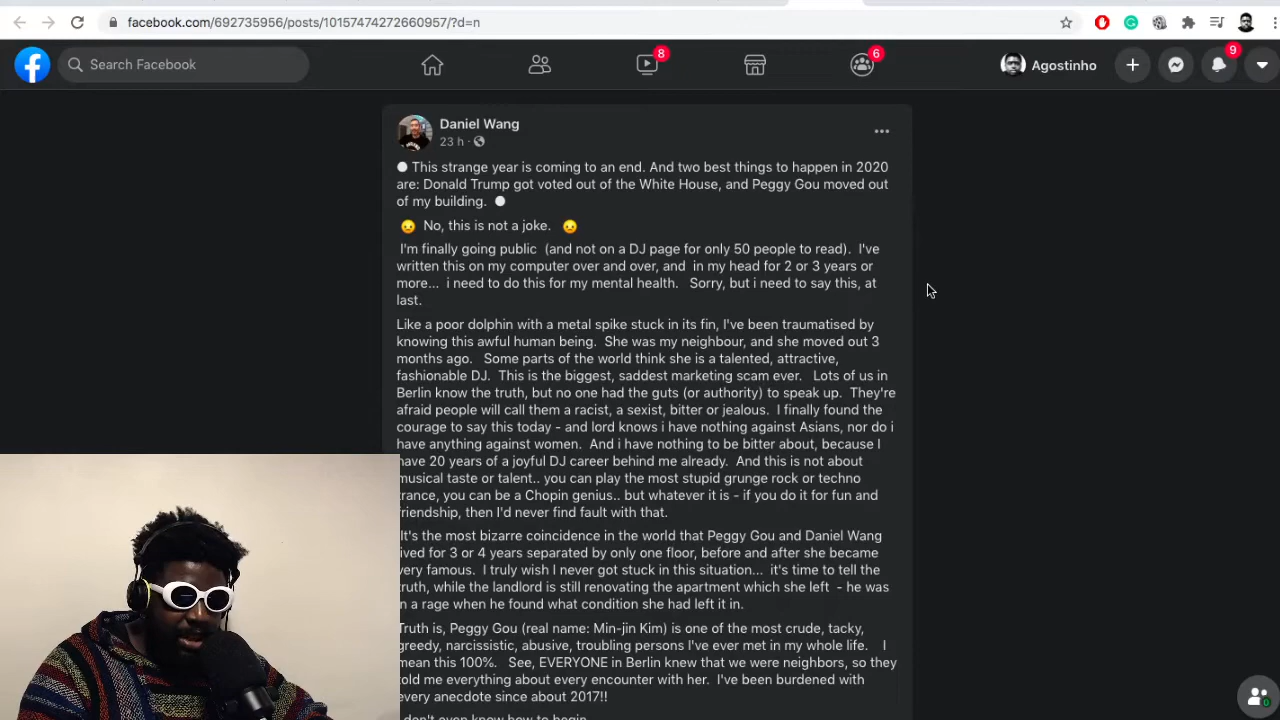 facebook.com/692735956/posts/10157474272660957/?d=n
Search Facebook
8
6
Agostinho
9
Daniel Wang
23 h ·
This strange year is coming to an end. And two best things to happen in 2020
are: Donald Trump got voted out of the White House, and Peggy Gou moved out
of my building.
No, this is not a joke.
I'm finally going public (and not on a DJ page for only 50 people to read). I've
written this on my computer over and over, and in my head for 2 or 3 years or
more... i need to do this for my mental health. Sorry, but i need to say this, at
last.
Like a poor dolphin with a metal spike stuck in its fin, I've been traumatised by
knowing this awful human being. She was my neighbour, and she moved out 3
months ago. Some parts of the world think she is a talented, attractive,
fashionable DJ. This is the biggest, saddest marketing scam ever. Lots of us in
Berlin know the truth, but no one had the guts (or authority) to speak up. They're
afraid people will call them a racist, a sexist, bitter or jealous. I finally found the
courage to say this today - and lord knows i have nothing against Asians, nor do i
have anything against women. And i have nothing to be bitter about, because I
have 20 years of a joyful DJ career behind me already. And this is not about
musical taste or talent.. you can play the most stupid grunge rock or techno
trance, you can be a Chopin genius.. but whatever it is - if you do it for fun and
friendship, then I'd never find fault with that.
It's the most bizarre coincidence in the world that Peggy Gou and Daniel Wang
lived for 3 or 4 years separated by only one floor, before and after she became
very famous. I truly wish I never got stuck in this situation... it's time to tell the
truth, while the landlord is still renovating the apartment which she left - he was
in a rage when he found what condition she had left it in.
Truth is, Peggy Gou (real name: Min-jin Kim) is one of the most crude, tacky,
greedy, narcissistic, abusive, troubling persons I've ever met in my whole life. I
mean this 100%. See, EVERYONE in Berlin knew that we were neighbors, so they
told me everything about every encounter with her. I've been burdened with
every anecdote since about 2017!!
I don't even know how to begin
0